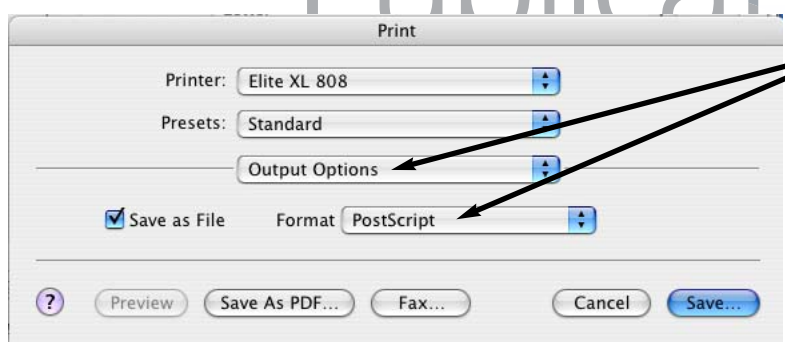 Print
Printer: Elite XL 808
Presets: Standard
Output Options
Save as File Format PostScript
? Preview Save As PDF... Fax... Cancel Save...